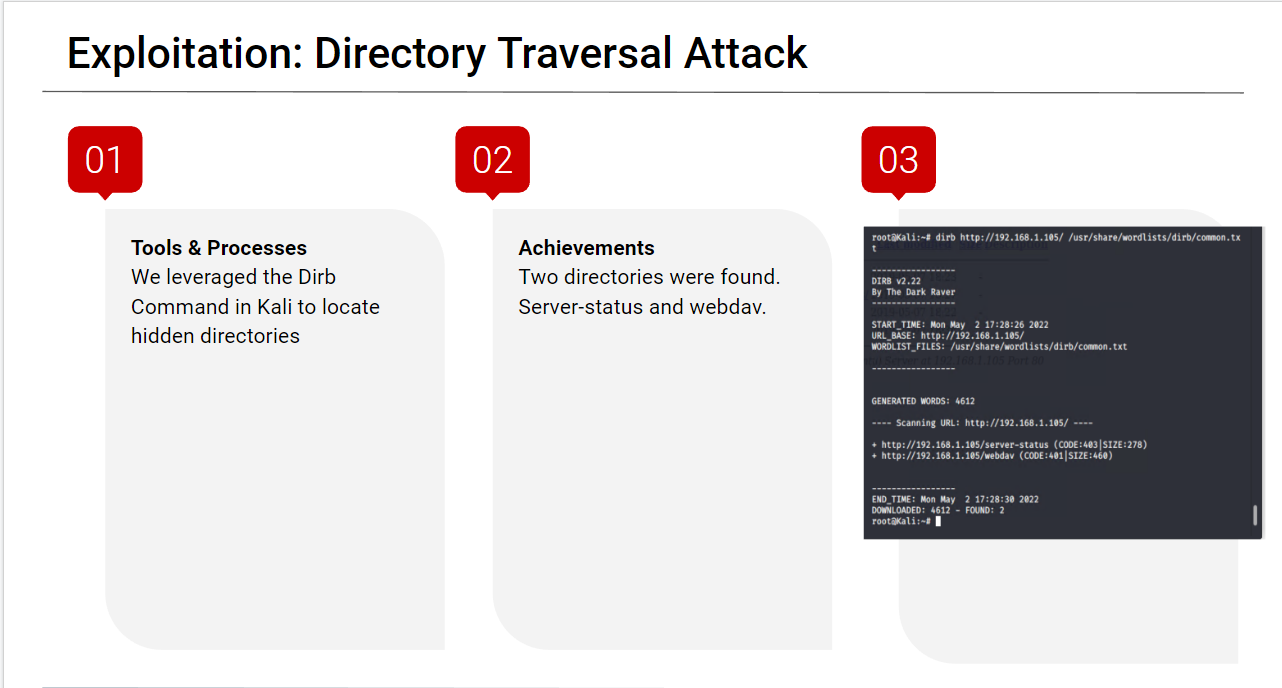 Exploitation: Directory Traversal Attack
01
Tools & Processes
We leveraged the Dirb
Command in Kali to locate
hidden directories
02
Achievements
Two directories were found.
Server-status and webdav.
03
root@Kali:~# dirb http://192.168.1.105/ /usr/share/wordlists/dirb/common.tx
t
-----------------
DIRB v2.22
By The Dark Raver
-----------------
START_TIME: Mon May  2 17:28:26 2022
URL_BASE: http://192.168.1.105/
WORDLIST_FILES: /usr/share/wordlists/dirb/common.txt
-----------------
GENERATED WORDS: 4612
---- Scanning URL: http://192.168.1.105/ ----
+ http://192.168.1.105/server-status (CODE:403|SIZE:278)
+ http://192.168.1.105/webdav (CODE:401|SIZE:460)
-----------------
END_TIME: Mon May  2 17:28:30 2022
DOWNLOADED: 4612 - FOUND: 2
root@Kali:~#